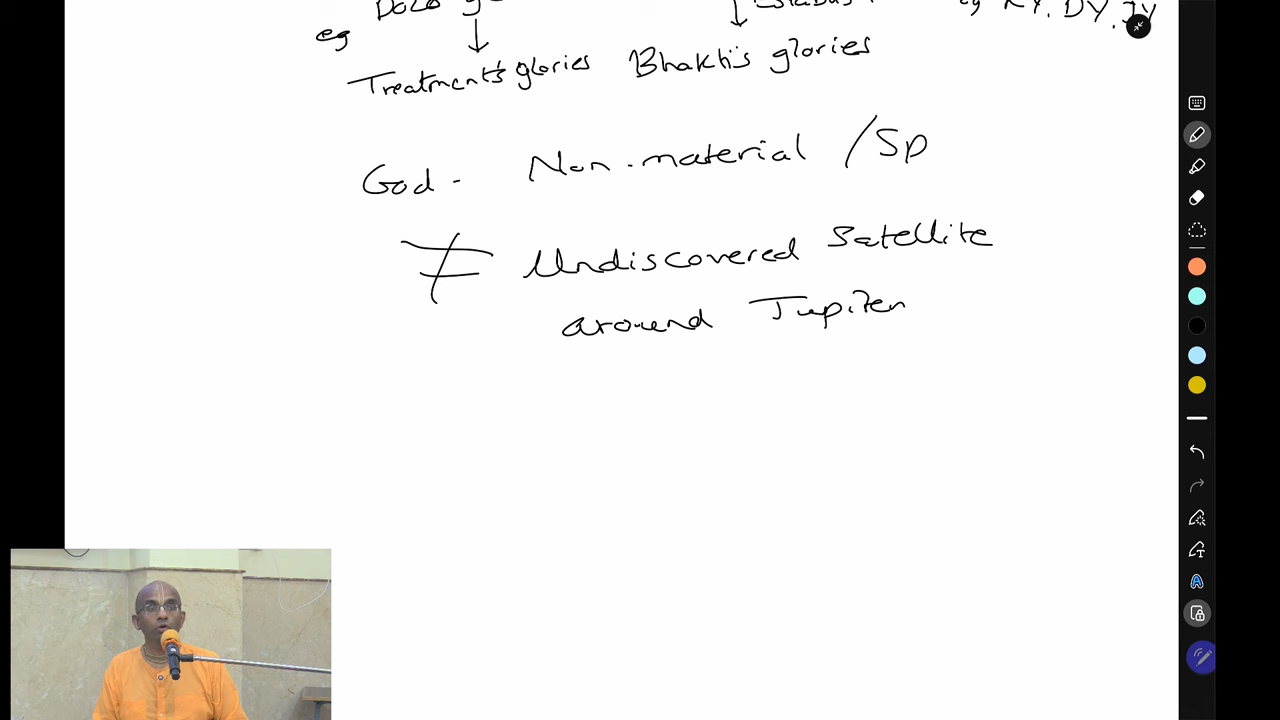 eg
Treatment's glories Bhakti's glories
God - Non-material / Sp
≠ Undiscovered Satellite
around Jupiter